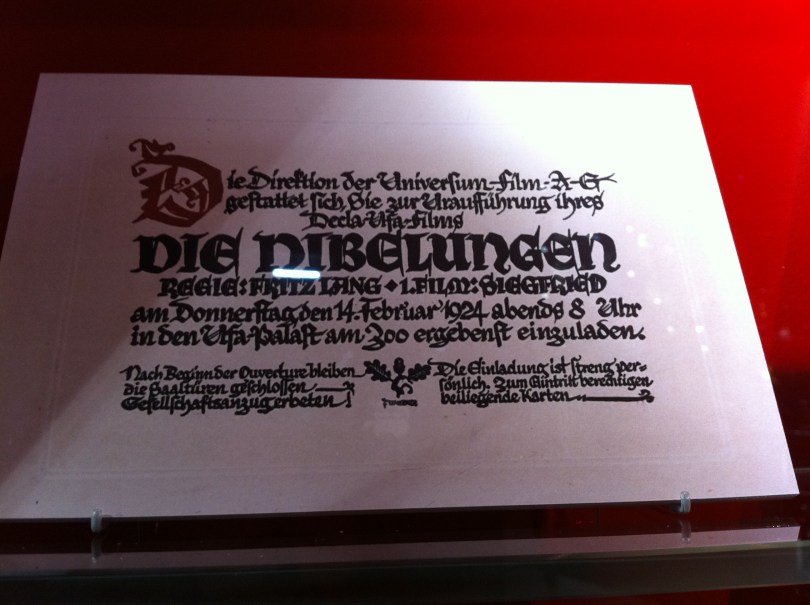 Die Direktion der Universum-Film-A-G
gestattet sich, Sie zur Uraufführung ihres
Decla-Ufa-Films
DIE NIBELUNGEN
REGIE: FRITZ LANG ◆ 1. FILM: SIEGFRIED
am Donnerstag den 14. Februar 1924 abends 8 Uhr
in den Ufa-Palast am Zoo ergebenst einzuladen.
Nach Beginn der Ouverture bleiben
die Saaltüren geschlossen
Gesellschaftsanzug erbeten!
Die Einladung ist streng per-
sönlich. Zum Eintritt berechtigen
beiliegende Karten